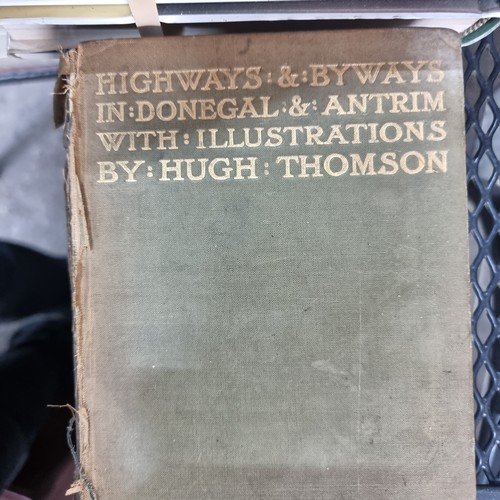 HIGHWAYS : & : BYWAYS
IN : DONEGAL : & : ANTRIM
WITH : ILLUSTRATIONS
BY : HUGH : THOMSON